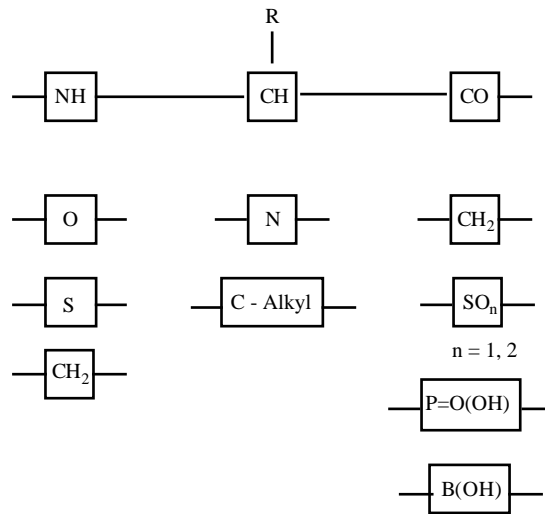 R
NH CH CO
O N CH₂
S C - Alkyl SOₙ
n = 1, 2
CH₂
P=O(OH)
B(OH)